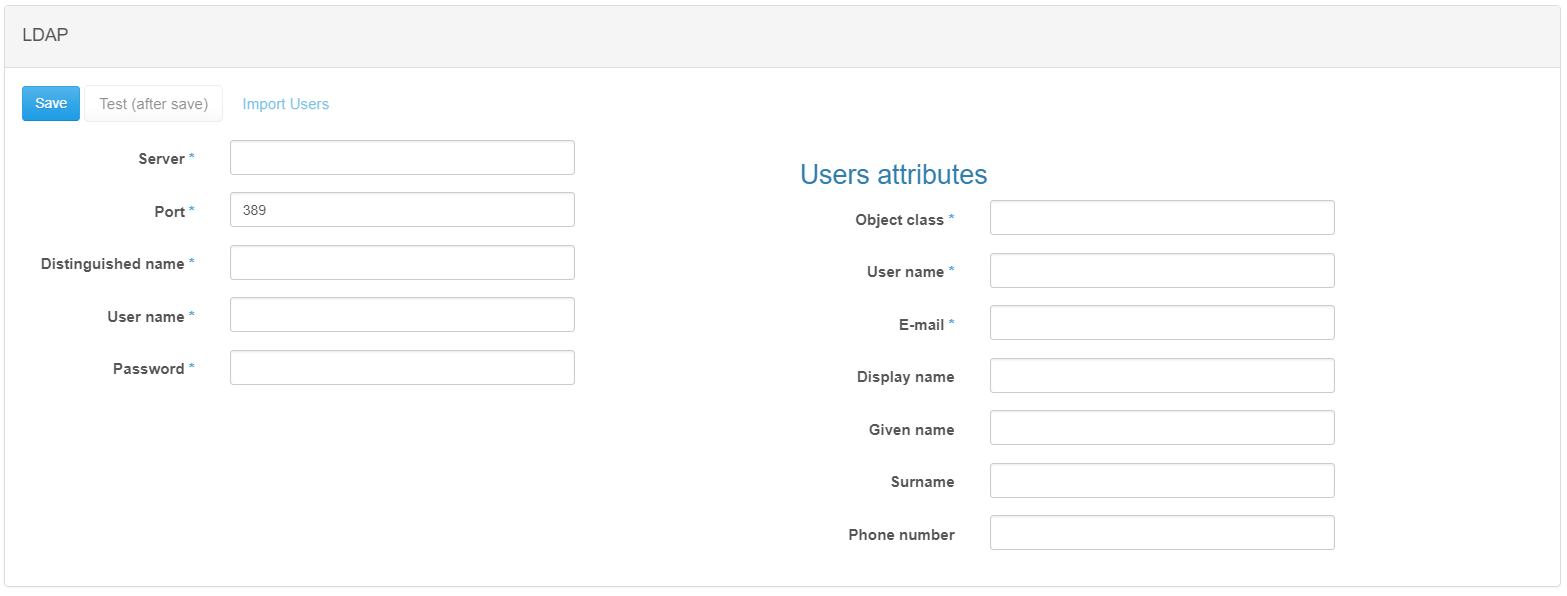 LDAP
Save Test (after save) Import Users
Server *
Port * 389
Distinguished name *
User name *
Password *
Users attributes
Object class *
User name *
E-mail *
Display name
Given name
Surname
Phone number